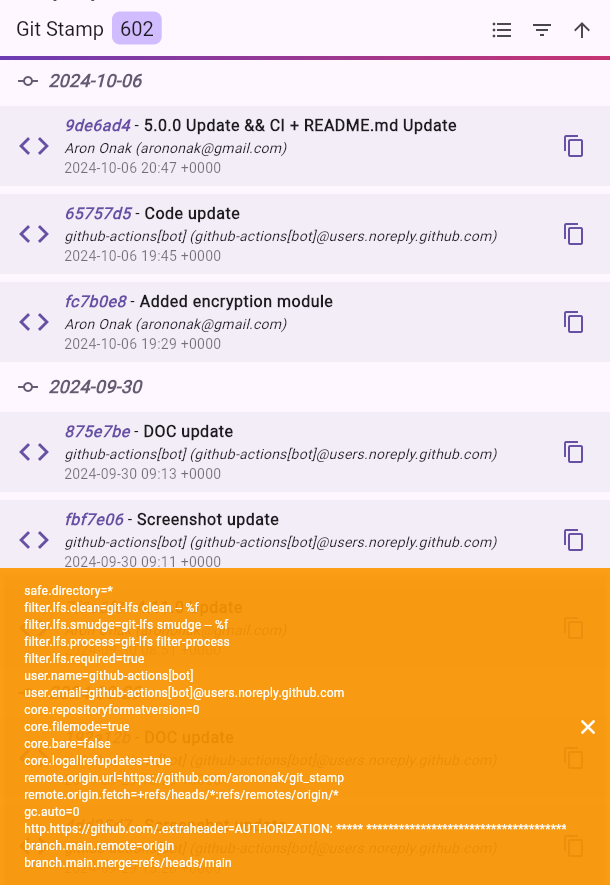 Git Stamp 602
2024-10-06
9de6ad4 - 5.0.0 Update && CI + README.md Update
Aron Onak (arononak@gmail.com)
2024-10-06 20:47 +0000
65757d5 - Code update
github-actions[bot] (github-actions[bot]@users.noreply.github.com)
2024-10-06 19:45 +0000
fc7b0e8 - Added encryption module
Aron Onak (arononak@gmail.com)
2024-10-06 19:29 +0000
2024-09-30
875e7be - DOC update
github-actions[bot] (github-actions[bot]@users.noreply.github.com)
2024-09-30 09:13 +0000
fbf7e06 - Screenshot update
github-actions[bot] (github-actions[bot]@users.noreply.github.com)
2024-09-30 09:11 +0000
safe.directory=*
filter.lfs.clean=git-lfs clean -- %f
filter.lfs.smudge=git-lfs smudge -- %f
filter.lfs.process=git-lfs filter-process
filter.lfs.required=true
user.name=github-actions[bot]
user.email=github-actions[bot]@users.noreply.github.com
core.repositoryformatversion=0
core.filemode=true
core.bare=false
DOC update
core.logallrefupdates=true
remote.origin.url=https://github.com/arononak/git_stamp
remote.origin.fetch=+refs/heads/*:refs/remotes/origin/*
gc.auto=0
http.https://github.com/.extraheader=AUTHORIZATION: ***** ************************************
branch.main.remote=origin
branch.main.merge=refs/heads/main